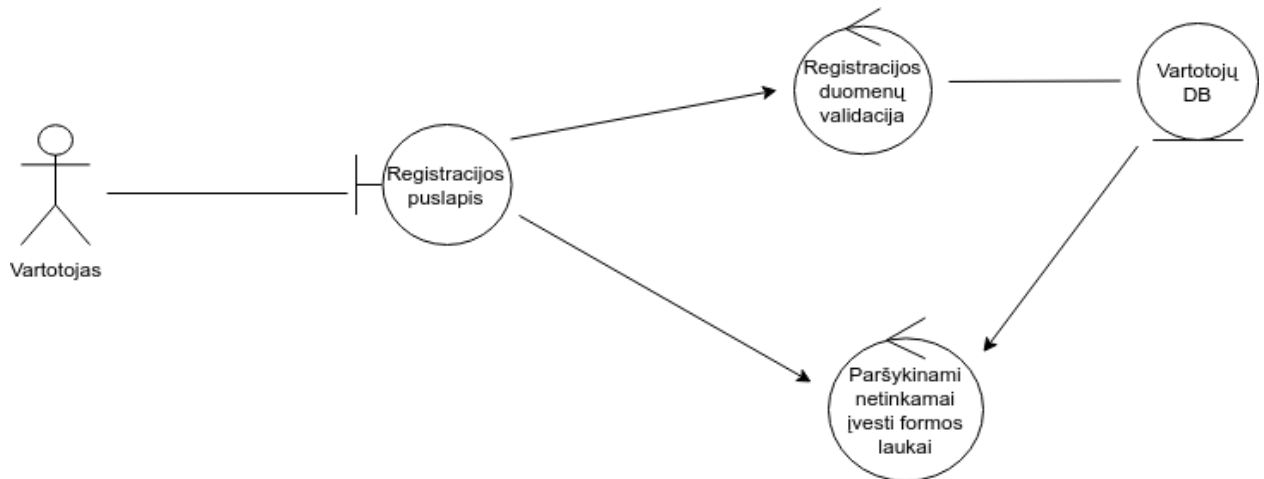 Vartotojas
Registracijos
puslapis
Registracijos
duomenų
validacija
Vartotojų
DB
Paršykinami
netinkamai
įvesti formos
laukai